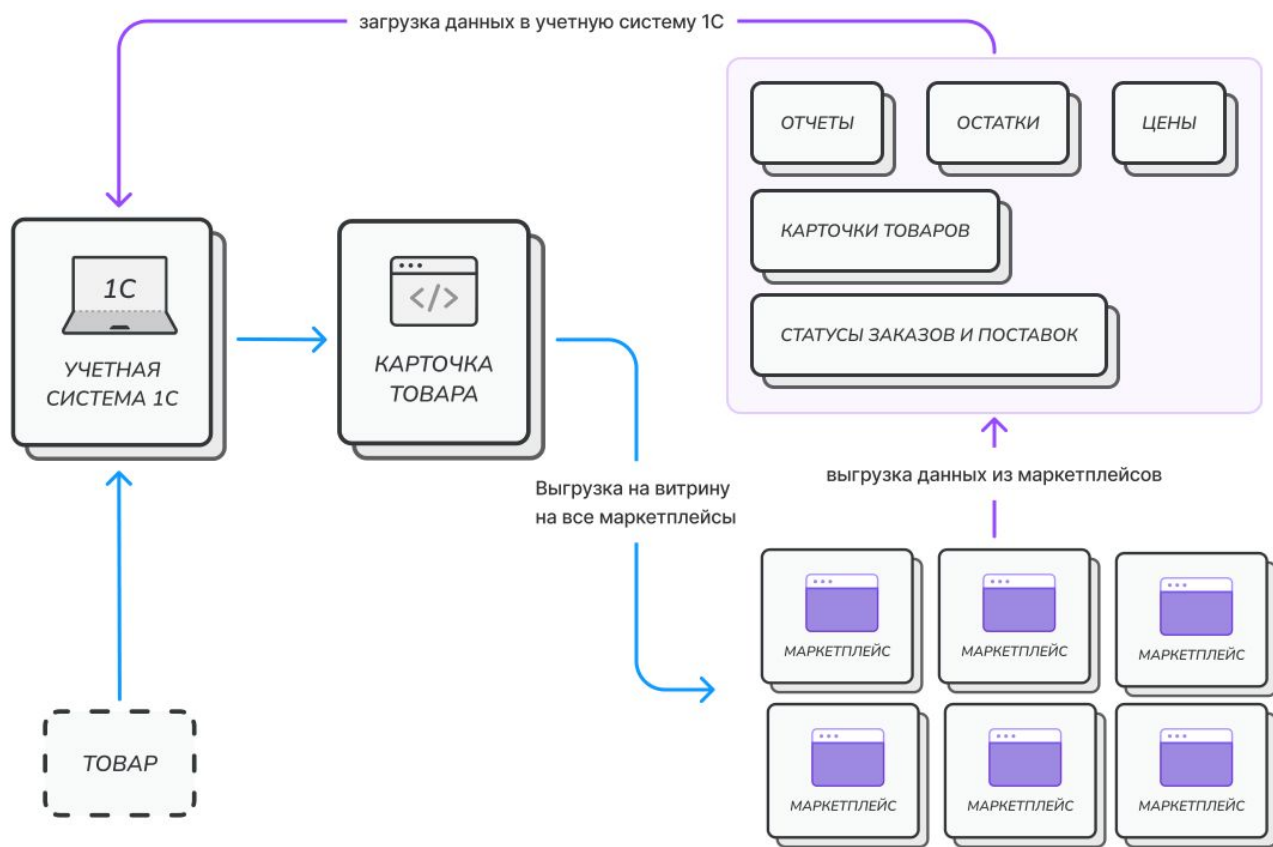 загрузка данных в учетную систему 1С
ОТЧЕТЫ
ОСТАТКИ
ЦЕНЫ
КАРТОЧКИ ТОВАРОВ
СТАТУСЫ ЗАКАЗОВ И ПОСТАВОК
1С
УЧЕТНАЯ
СИСТЕМА 1С
</>
КАРТОЧКА
ТОВАРА
Выгрузка на витрину
на все маркетплейсы
выгрузка данных из маркетплейсов
МАРКЕТПЛЕЙС
МАРКЕТПЛЕЙС
МАРКЕТПЛЕЙС
ТОВАР
МАРКЕТПЛЕЙС
МАРКЕТПЛЕЙС
МАРКЕТПЛЕЙС